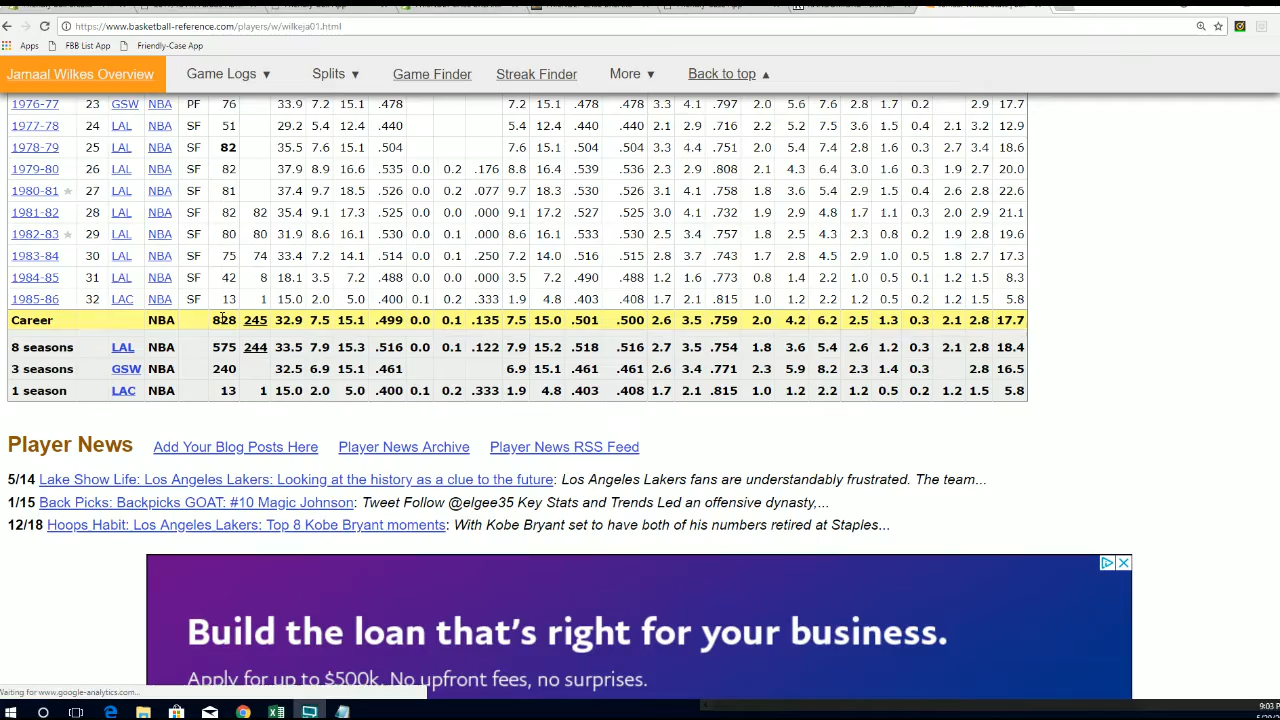 https://www.basketball-reference.com/players/w/wilkeja01.html
Apps FBB List App Friendly-Case App
Jamaal Wilkes Overview Game Logs ▼ Splits ▼ Game Finder Streak Finder More ▼ Back to top ▲
1976-77 23 GSW NBA PF 76 33.9 7.2 15.1 .478 7.2 15.1 .478 .478 3.3 4.1 .797 2.0 5.6 7.6 2.8 1.7 0.2 2.9 17.7
1977-78 24 LAL NBA SF 51 29.2 5.4 12.4 .440 5.4 12.4 .440 .440 2.1 2.9 .716 2.2 5.2 7.5 3.6 1.5 0.4 2.1 3.2 12.9
1978-79 25 LAL NBA SF 82 35.5 7.6 15.1 .504 7.6 15.1 .504 .504 3.3 4.4 .751 2.0 5.4 7.4 2.8 1.6 0.3 2.7 3.4 18.6
1979-80 26 LAL NBA SF 82 37.9 8.9 16.6 .535 0.0 0.2 .176 8.8 16.4 .539 .536 2.3 2.9 .808 2.1 4.3 6.4 3.0 1.6 0.3 1.9 2.7 20.0
1980-81 ★ 27 LAL NBA SF 81 37.4 9.7 18.5 .526 0.0 0.2 .077 9.7 18.3 .530 .526 3.1 4.1 .758 1.8 3.6 5.4 2.9 1.5 0.4 2.6 2.8 22.6
1981-82 28 LAL NBA SF 82 82 35.4 9.1 17.3 .525 0.0 0.0 .000 9.1 17.2 .527 .525 3.0 4.1 .732 1.9 2.9 4.8 1.7 1.1 0.3 2.0 2.9 21.1
1982-83 ★ 29 LAL NBA SF 80 80 31.9 8.6 16.1 .530 0.0 0.1 .000 8.6 16.1 .533 .530 2.5 3.4 .757 1.8 2.5 4.3 2.3 0.8 0.2 1.9 2.8 19.6
1983-84 30 LAL NBA SF 75 74 33.4 7.2 14.1 .514 0.0 0.1 .250 7.2 14.0 .516 .515 2.8 3.7 .743 1.7 2.8 4.5 2.9 1.0 0.5 1.8 2.7 17.3
1984-85 31 LAL NBA SF 42 8 18.1 3.5 7.2 .488 0.0 0.0 .000 3.5 7.2 .490 .488 1.2 1.6 .773 0.8 1.4 2.2 1.0 0.5 0.1 1.2 1.5 8.3
1985-86 32 LAC NBA SF 13 1 15.0 2.0 5.0 .400 0.1 0.2 .333 1.9 4.8 .403 .408 1.7 2.1 .815 1.0 1.2 2.2 1.2 0.5 0.2 1.2 1.5 5.8
Career NBA 828 245 32.9 7.5 15.1 .499 0.0 0.1 .135 7.5 15.0 .501 .500 2.6 3.5 .759 2.0 4.2 6.2 2.5 1.3 0.3 2.1 2.8 17.7
8 seasons LAL NBA 575 244 33.5 7.9 15.3 .516 0.0 0.1 .122 7.9 15.2 .518 .516 2.7 3.5 .754 1.8 3.6 5.4 2.6 1.2 0.3 2.1 2.8 18.4
3 seasons GSW NBA 240 32.5 6.9 15.1 .461 6.9 15.1 .461 .461 2.6 3.4 .771 2.3 5.9 8.2 2.3 1.4 0.3 2.8 16.5
1 season LAC NBA 13 1 15.0 2.0 5.0 .400 0.1 0.2 .333 1.9 4.8 .403 .408 1.7 2.1 .815 1.0 1.2 2.2 1.2 0.5 0.2 1.2 1.5 5.8
Player News Add Your Blog Posts Here Player News Archive Player News RSS Feed
5/14 Lake Show Life: Los Angeles Lakers: Looking at the history as a clue to the future: Los Angeles Lakers fans are understandably frustrated. The team...
1/15 Back Picks: Backpicks GOAT: #10 Magic Johnson: Tweet Follow @elgee35 Key Stats and Trends Led an offensive dynasty,...
12/18 Hoops Habit: Los Angeles Lakers: Top 8 Kobe Bryant moments: With Kobe Bryant set to have both of his numbers retired at Staples...
Build the loan that's right for your business.
Apply for up to $500k. No upfront fees, no surprises.
Waiting for www.google-analytics.com...
9:03 PM